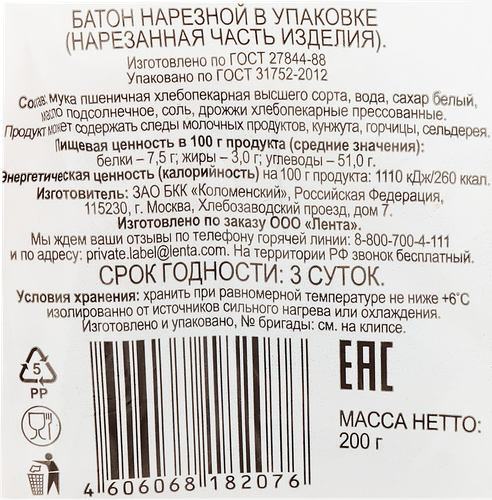 БАТОН НАРЕЗНОЙ В УПАКОВКЕ
(НАРЕЗАННАЯ ЧАСТЬ ИЗДЕЛИЯ).
Изготовлено по ГОСТ 27844-88
Упаковано по ГОСТ 31752-2012
Состав: мука пшеничная хлебопекарная высшего сорта, вода, сахар белый,
масло подсолнечное, соль, дрожжи хлебопекарные прессованные.
Продукт может содержать следы молочных продуктов, кунжута, горчицы, сельдерея.
Пищевая ценность в 100 г продукта (средние значения):
белки – 7,5 г; жиры – 3,0 г; углеводы – 51,0 г.
Энергетическая ценность (калорийность) на 100 г продукта: 1110 кДж/260 ккал.
Изготовитель: ЗАО БКК «Коломенский», Российская Федерация,
115230, г. Москва, Хлебозаводский проезд, дом 7.
Изготовлено по заказу ООО «Лента».
Мы ждем ваши отзывы по телефону горячей линии: 8-800-700-4-111
и по адресу: private.label@lenta.com. На территории РФ звонок бесплатный.
СРОК ГОДНОСТИ: 3 СУТОК.
Условия хранения: хранить при равномерной температуре не ниже +6°С
изолированно от источников сильного нагрева или охлаждения.
Изготовлено и упаковано, № бригады: см. на клипсе.
5
PP
EAC
МАССА НЕТТО:
200 г
4 606068 182076